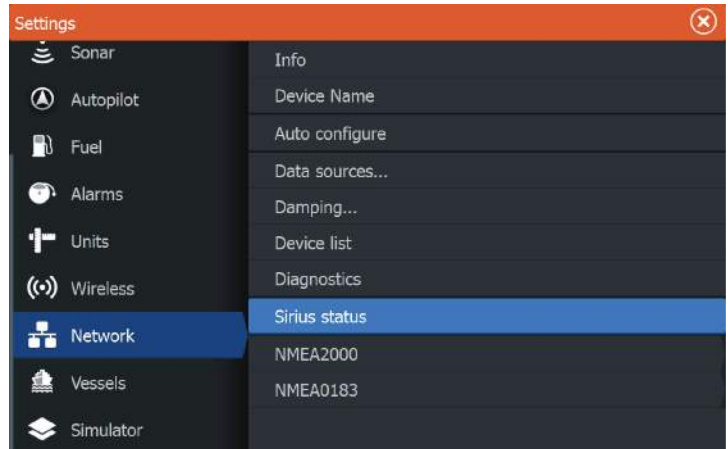 Settings
Sonar
Autopilot
Fuel
Alarms
Units
Wireless
Network
Vessels
Simulator
Info
Device Name
Auto configure
Data sources...
Damping...
Device list
Diagnostics
Sirius status
NMEA2000
NMEA0183